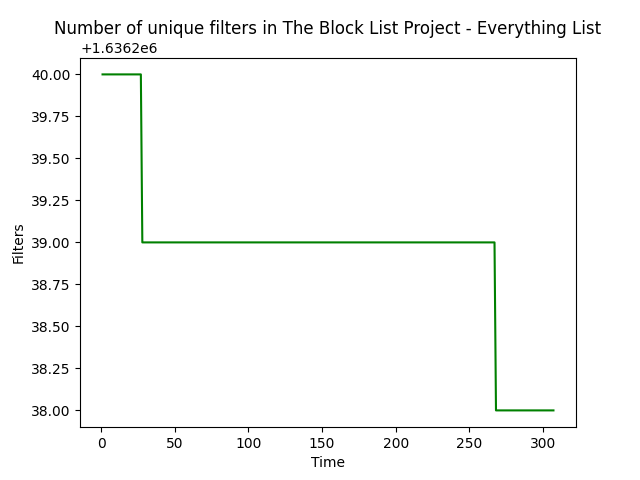 Number of unique filters in The Block List Project - Everything List
+1.6362e6
40.00
39.75
39.50
39.25
39.00
38.75
38.50
38.25
38.00
Filters
0 50 100 150 200 250 300
Time